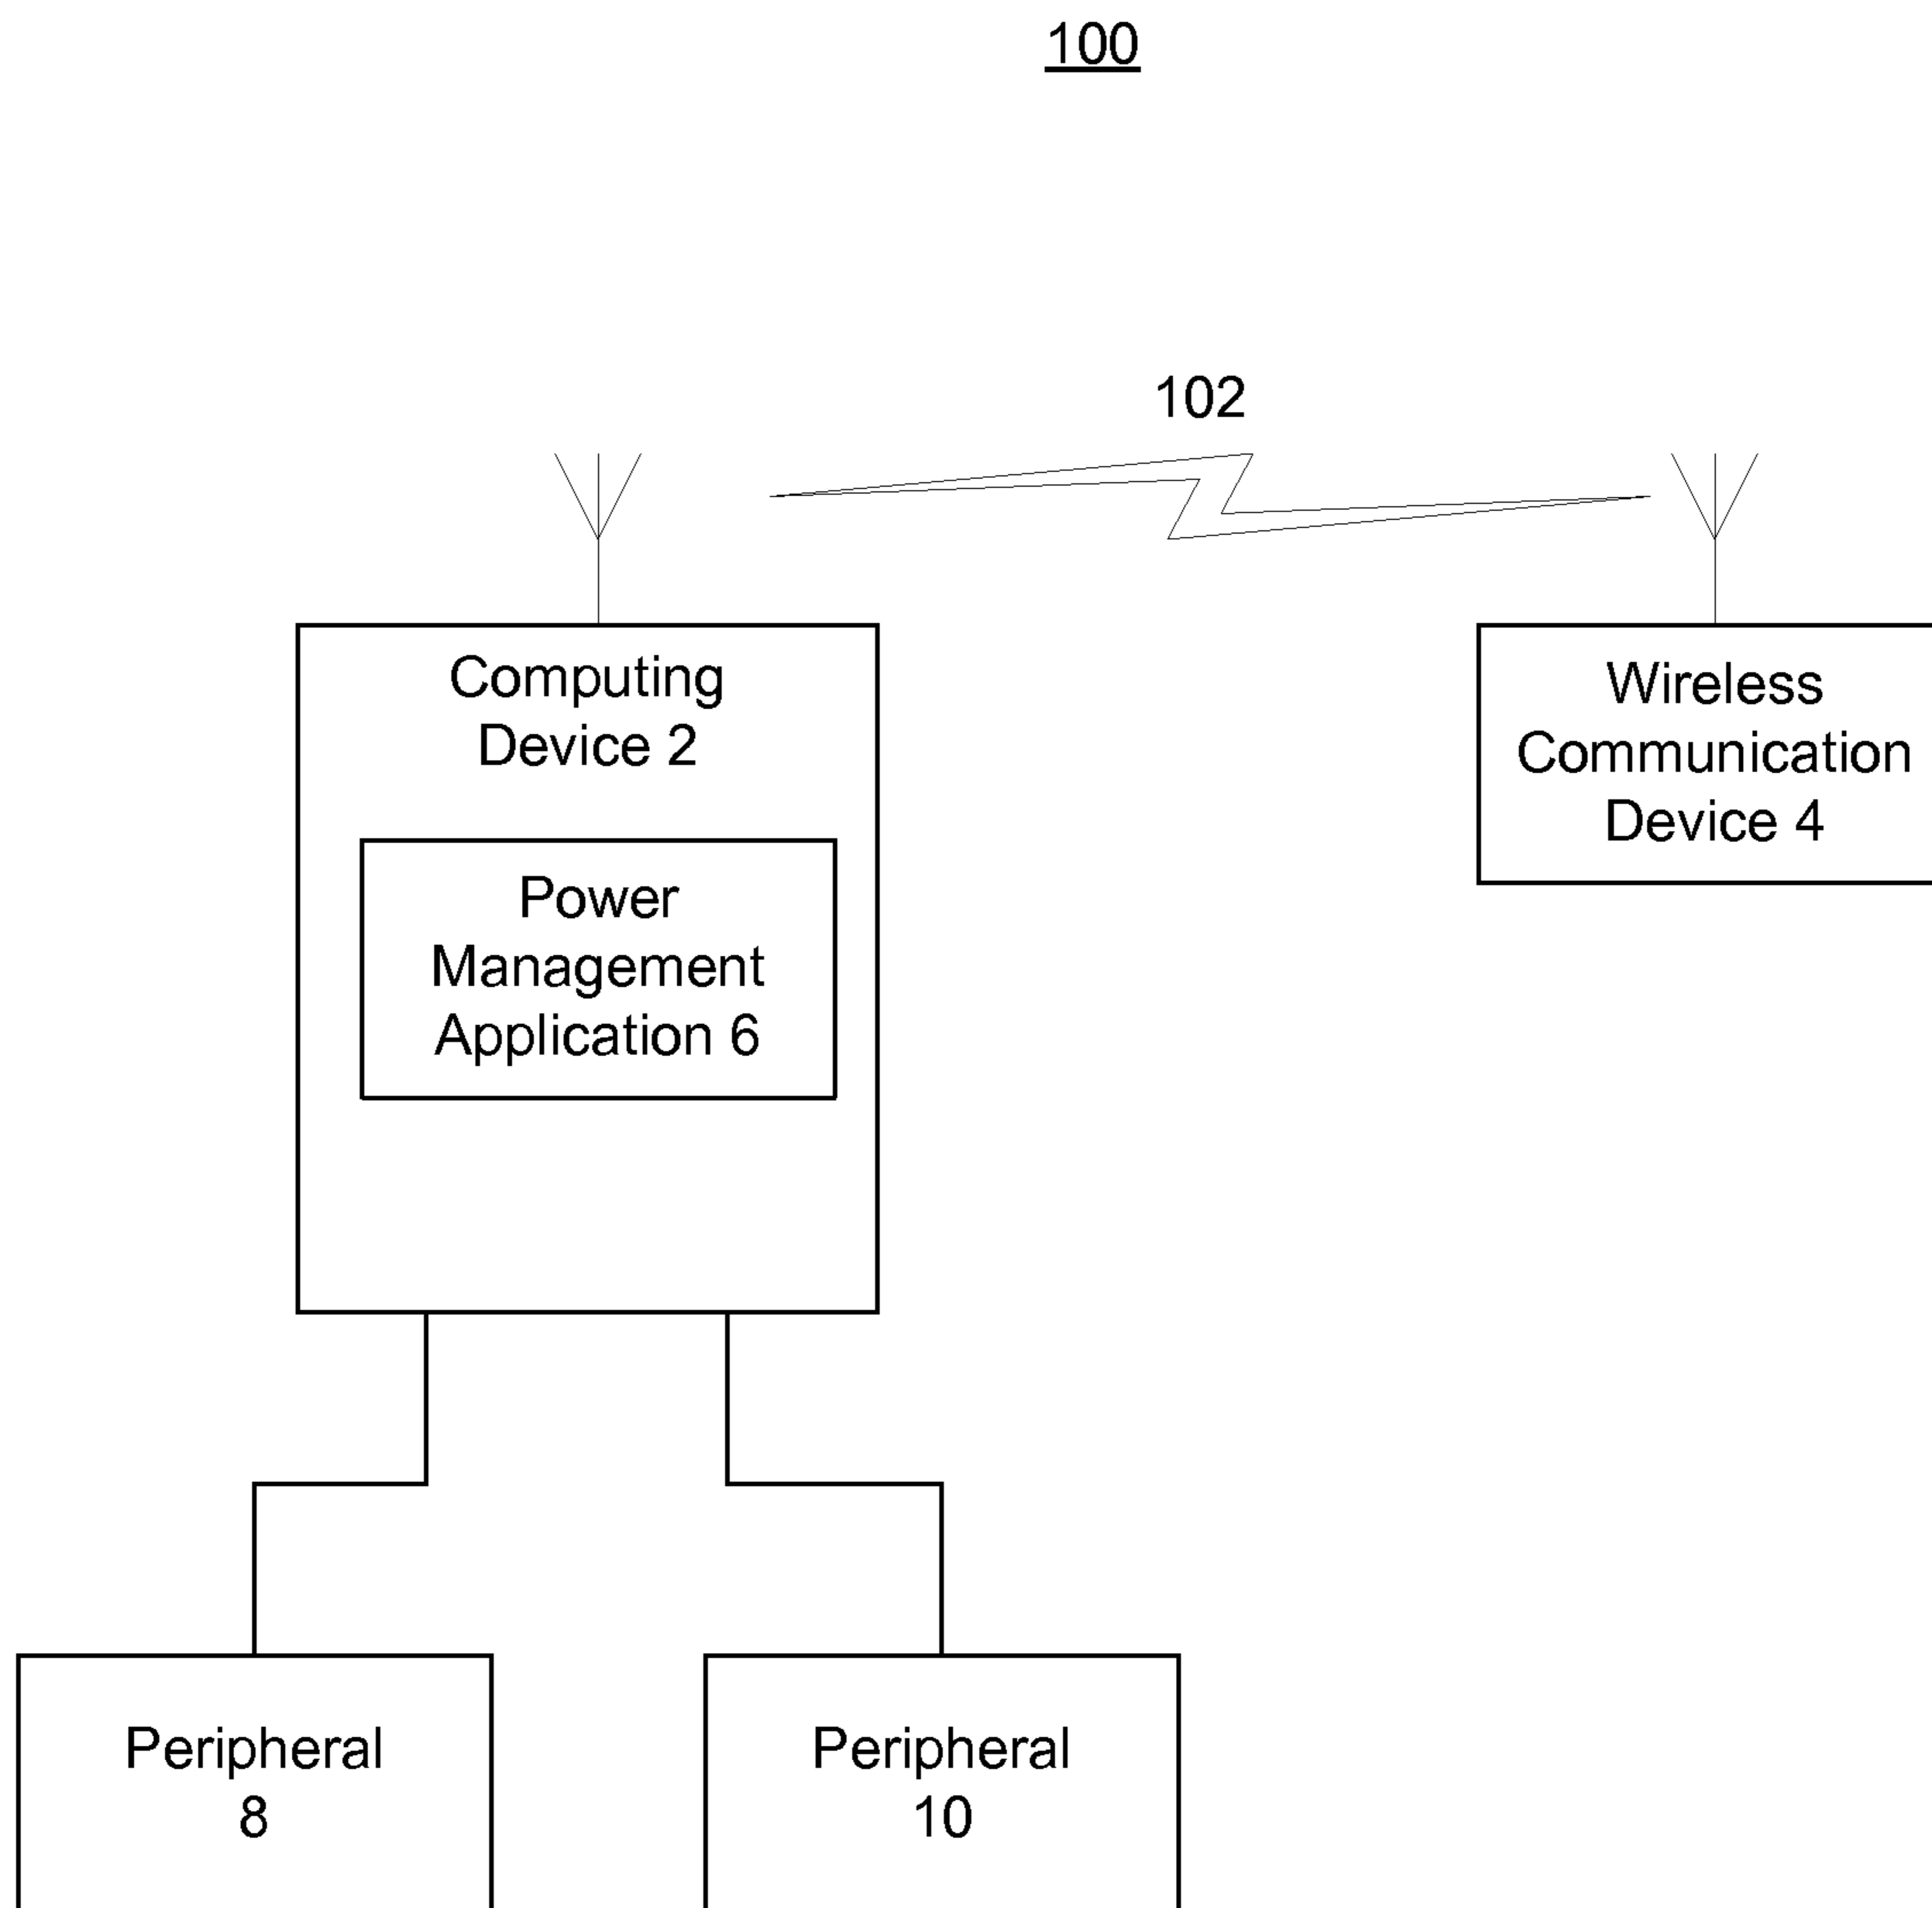 100
102
Computing
Device 2
Wireless
Communication
Device 4
Power
Management
Application 6
Peripheral
8
Peripheral
10